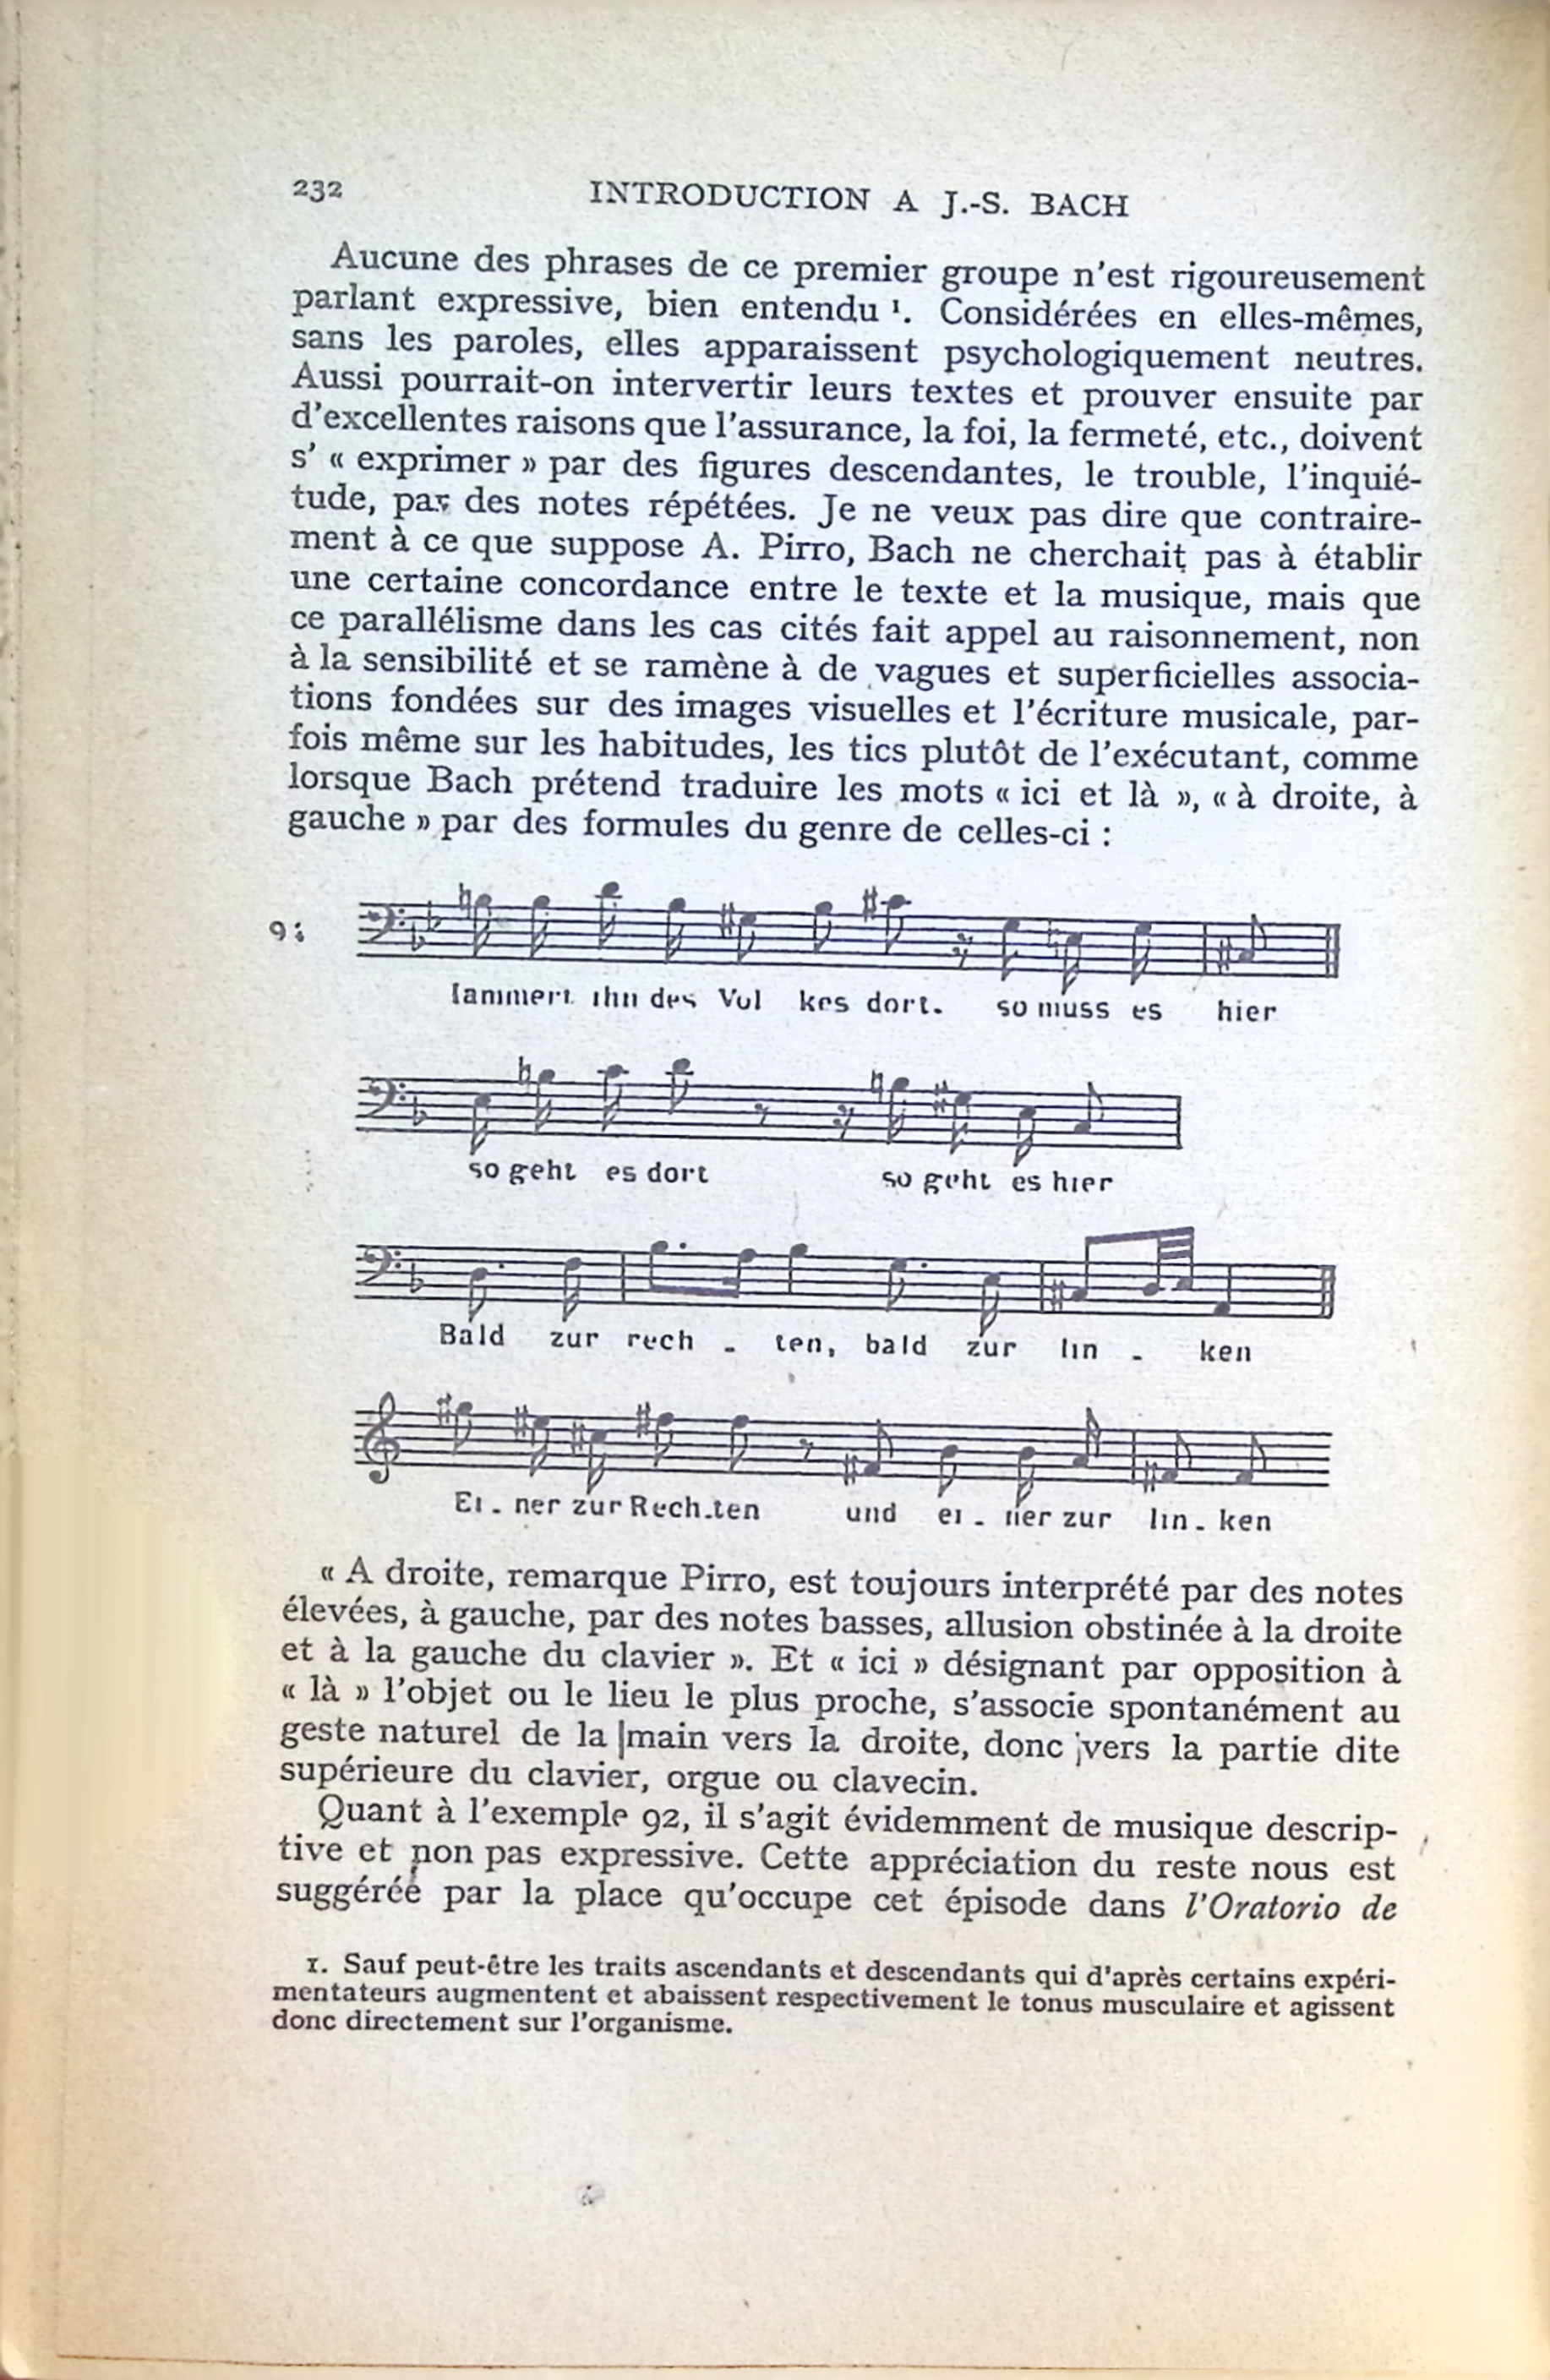 232 INTRODUCTION A J.-S. BACH
Aucune des phrases de ce premier groupe n'est rigoureusement
parlant expressive, bien entendu ¹. Considérées en elles-mêmes,
sans les paroles, elles apparaissent psychologiquement neutres.
Aussi pourrait-on intervertir leurs textes et prouver ensuite par
d'excellentes raisons que l'assurance, la foi, la fermeté, etc., doivent
s' « exprimer » par des figures descendantes, le trouble, l'inquié-
tude, par des notes répétées. Je ne veux pas dire que contraire-
ment à ce que suppose A. Pirro, Bach ne cherchait pas à établir
une certaine concordance entre le texte et la musique, mais que
ce parallélisme dans les cas cités fait appel au raisonnement, non
à la sensibilité et se ramène à de vagues et superficielles associa-
tions fondées sur des images visuelles et l'écriture musicale, par-
fois même sur les habitudes, les tics plutôt de l'exécutant, comme
lorsque Bach prétend traduire les mots « ici et là », « à droite, à
gauche » par des formules du genre de celles-ci :
Iammert ihn des Vol kes dort. so muss es hier
so geht es dort so geht es hier
Bald zur rech - ten, bald zur lin - ken
Ei - ner zur Rech-ten und ei - ner zur lin - ken
« A droite, remarque Pirro, est toujours interprété par des notes
élevées, à gauche, par des notes basses, allusion obstinée à la droite
et à la gauche du clavier ». Et « ici » désignant par opposition à
« là » l'objet ou le lieu le plus proche, s'associe spontanément au
geste naturel de la main vers la droite, donc vers la partie dite
supérieure du clavier, orgue ou clavecin.
Quant à l'exemple 92, il s'agit évidemment de musique descrip-
tive et non pas expressive. Cette appréciation du reste nous est
suggérée par la place qu'occupe cet épisode dans l'Oratorio de
1. Sauf peut-être les traits ascendants et descendants qui d'après certains expéri-
mentateurs augmentent et abaissent respectivement le tonus musculaire et agissent
donc directement sur l'organisme.